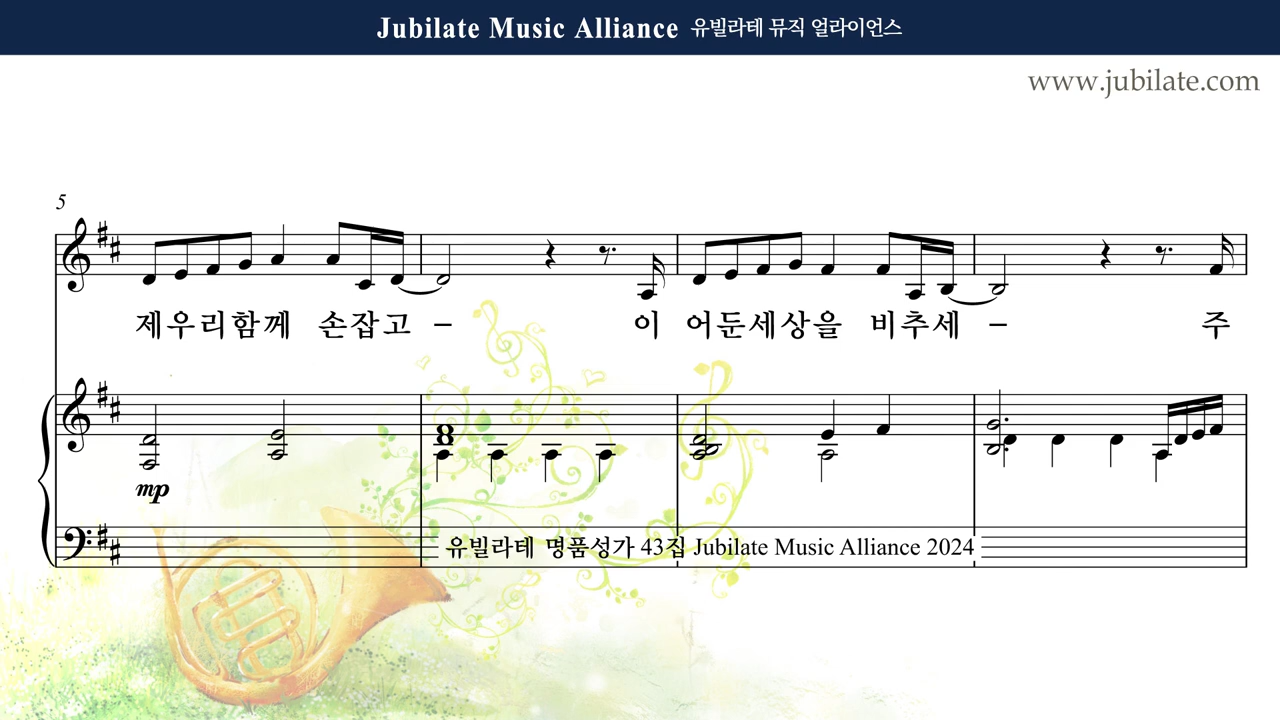 Jubilate Music Alliance 유빌라테 뮤직 얼라이언스
www.jubilate.com
5
제우리함께 손잡고 – 이 어둔세상을 비추세 – 주
mp
유빌라테 명품성가 43집 Jubilate Music Alliance 2024